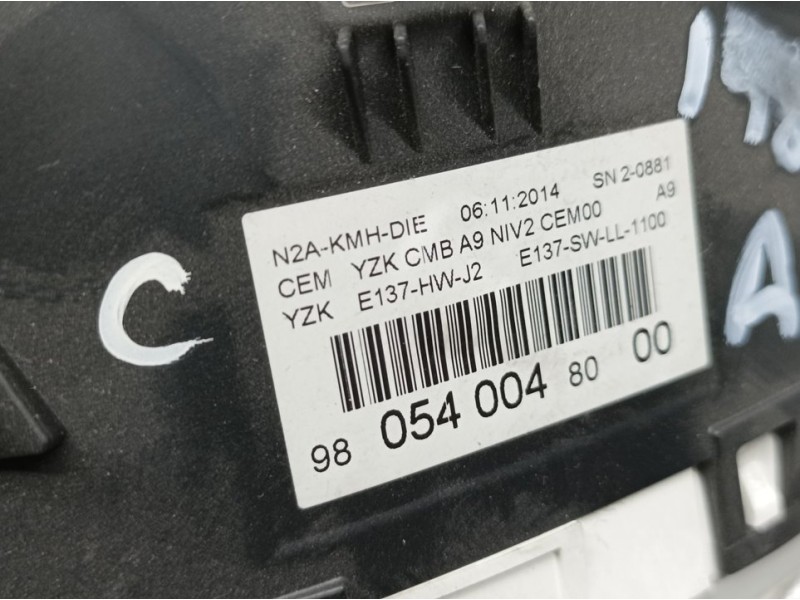 N2A-KMH-DIE 06:11:2014 SN 2-0881
CEM YZK CMB A9 NIV2 CEM00 A9
YZK E137-HW-J2 E137-SW-LL-1100
98 054 004 80 00
C
A